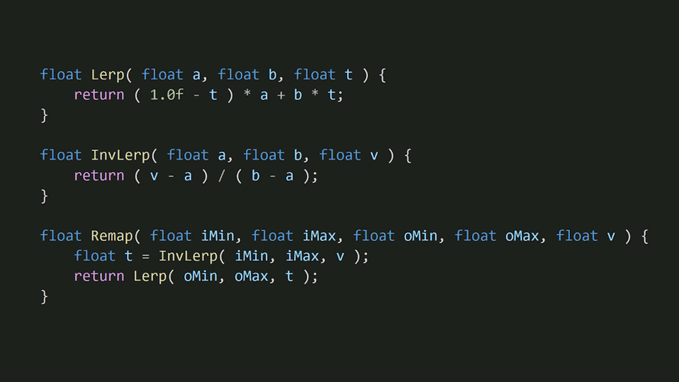 float Lerp( float a, float b, float t ) {
    return ( 1.0f - t ) * a + b * t;
}

float InvLerp( float a, float b, float v ) {
    return ( v - a ) / ( b - a );
}

float Remap( float iMin, float iMax, float oMin, float oMax, float v ) {
    float t = InvLerp( iMin, iMax, v );
    return Lerp( oMin, oMax, t );
}